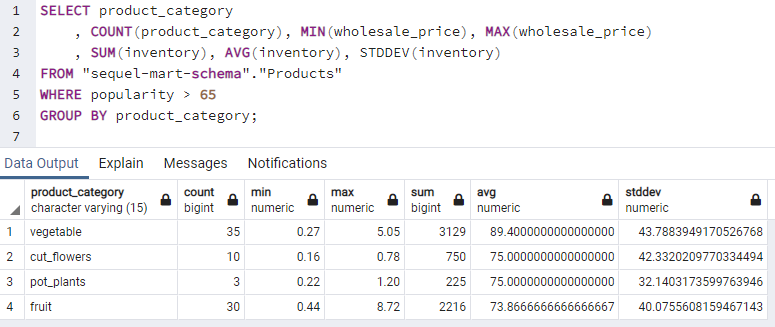 1 SELECT product_category
2 , COUNT(product_category), MIN(wholesale_price), MAX(wholesale_price)
3 , SUM(inventory), AVG(inventory), STDDEV(inventory)
4 FROM "sequel-mart-schema"."Products"
5 WHERE popularity > 65
6 GROUP BY product_category;
7
Data Output Explain Messages Notifications
product_category count min max sum avg stddev
character varying (15) bigint numeric numeric bigint numeric numeric
1 vegetable 35 0.27 5.05 3129 89.4000000000000000 43.7883949170526768
2 cut_flowers 10 0.16 0.78 750 75.0000000000000000 42.3320209770334494
3 pot_plants 3 0.22 1.20 225 75.0000000000000000 32.1403173599763946
4 fruit 30 0.44 8.72 2216 73.8666666666666667 40.0755608159467143